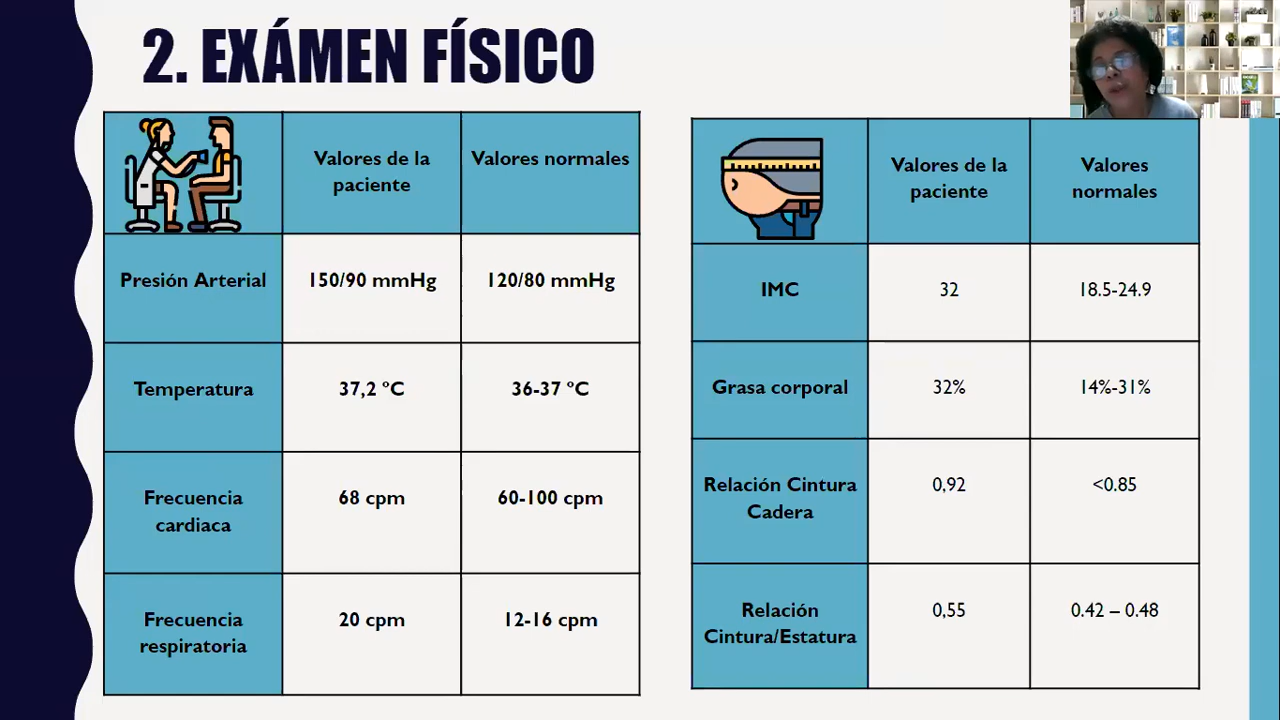 2. EXÁMEN FÍSICO
Valores de la
paciente
Valores normales
Presión Arterial
150/90 mmHg
120/80 mmHg
Temperatura
37,2 °C
36-37 °C
Frecuencia
cardiaca
68 cpm
60-100 cpm
Frecuencia
respiratoria
20 cpm
12-16 cpm
Valores de la
paciente
Valores
normales
IMC
32
18.5-24.9
Grasa corporal
32%
14%-31%
Relación Cintura
Cadera
0,92
<0.85
Relación
Cintura/Estatura
0,55
0.42 – 0.48